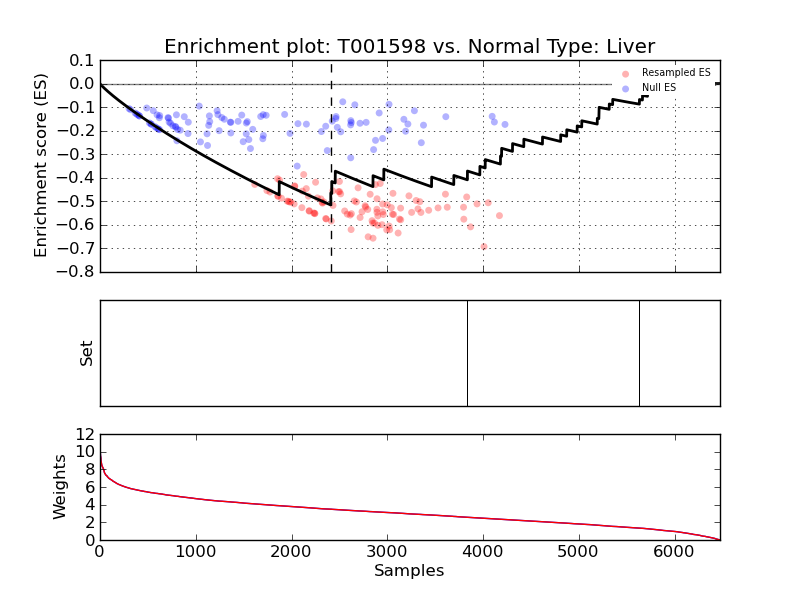 Enrichment plot: T001598 vs. Normal Type: Liver
Enrichment score (ES)
0.1
0.0
−0.1
−0.2
−0.3
−0.4
−0.5
−0.6
−0.7
−0.8
Resampled ES
Null ES
Set
Weights
12
10
8
6
4
2
0
0 1000 2000 3000 4000 5000 6000
Samples